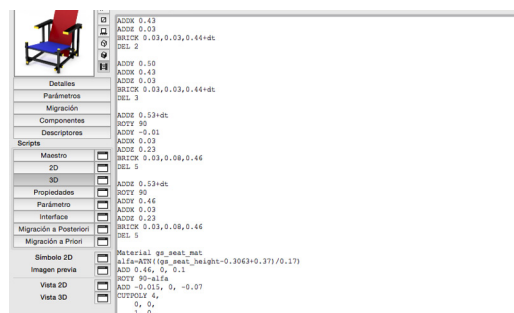 Detalles
Parámetros
Migración
Componentes
Descriptores
Scripts
Maestro
2D
3D
Propiedades
Parámetro
Interface
Migración a Posteriori
Migración a Priori
Símbolo 2D
Imagen previa
Vista 2D
Vista 3D
ADDX 0.43
ADDZ 0.03
BRICK 0.03,0.03,0.44+dt
DEL 2

ADDY 0.50
ADDX 0.43
ADDZ 0.03
BRICK 0.03,0.03,0.44+dt
DEL 3

ADDZ 0.53+dt
ROTY 90
ADDY -0.01
ADDX 0.03
ADDZ 0.23
BRICK 0.03,0.08,0.46
DEL 5

ADDZ 0.53+dt
ROTY 90
ADDY 0.46
ADDX 0.03
ADDZ 0.23
BRICK 0.03,0.08,0.46
DEL 5

Material gs_seat_mat
alfa=ATN((gs_seat_height-0.3063+0.37)/0.17)
ADD 0.46, 0, 0.1
ROTY 90-alfa
ADD -0.015, 0, -0.07
CUTPOLY 4,
0, 0,
1, 0,